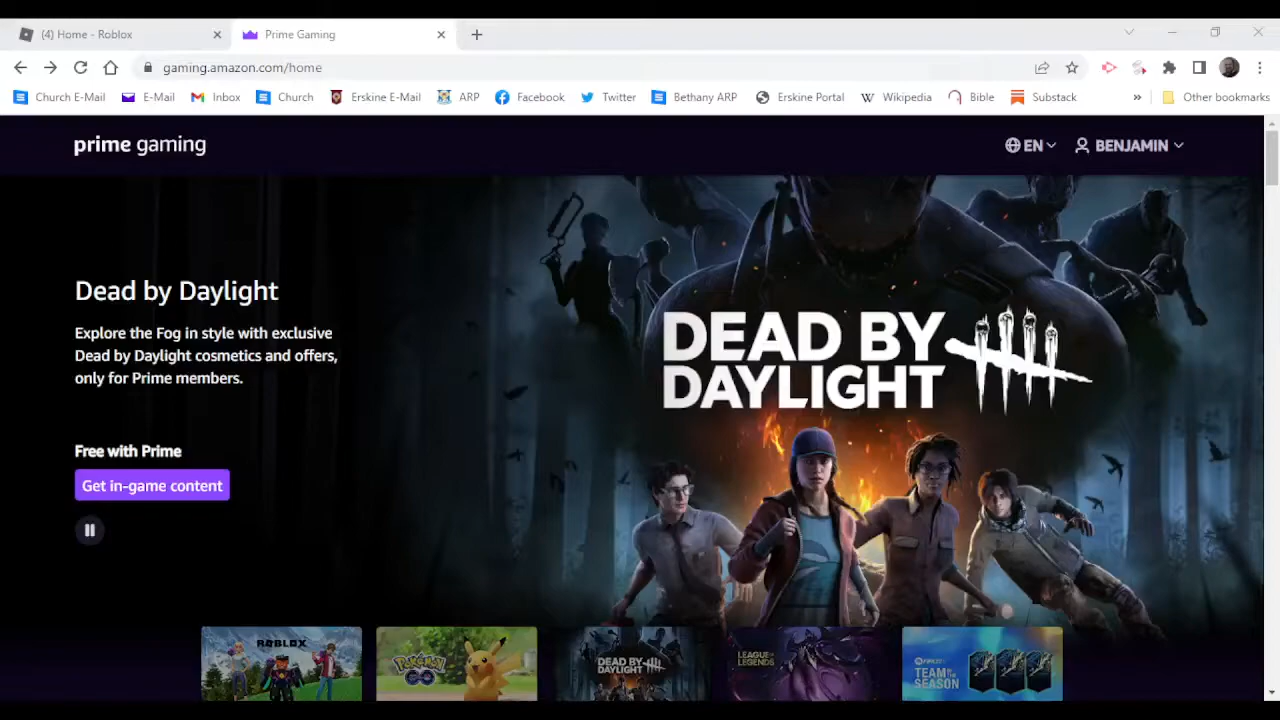 (4) Home - Roblox
Prime Gaming
gaming.amazon.com/home
Church E-Mail
E-Mail
Inbox
Church
Erskine E-Mail
ARP
Facebook
Twitter
Bethany ARP
Erskine Portal
Wikipedia
Bible
Substack
»
Other bookmarks
prime gaming
EN
BENJAMIN
Dead by Daylight
Explore the Fog in style with exclusive
Dead by Daylight cosmetics and offers,
only for Prime members.
Free with Prime
Get in-game content
DEAD BY
DAYLIGHT
ROBLOX
POKÉMON
GO
DEAD BY
DAYLIGHT
LEAGUE OF
LEGENDS
TEAM OF THE
SEASON